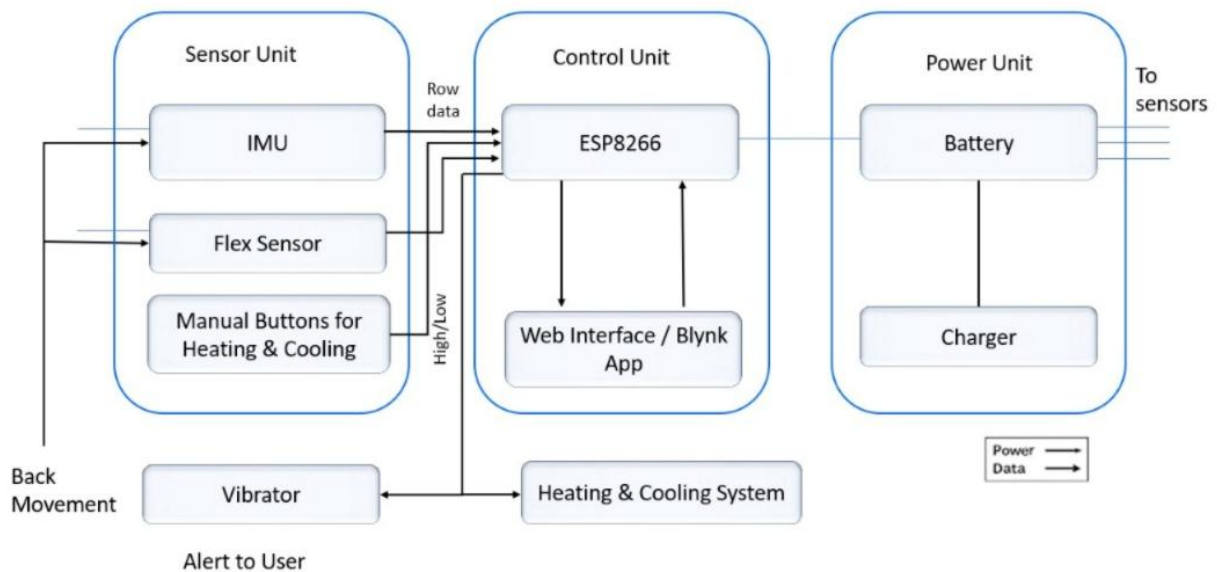 Sensor Unit
Control Unit
Power Unit
To
sensors
Row
data
IMU
ESP8266
Battery
Flex Sensor
Manual Buttons for
Heating & Cooling
High/Low
Web Interface / Blynk
App
Charger
Power
Data
Back
Movement
Vibrator
Heating & Cooling System
Alert to User